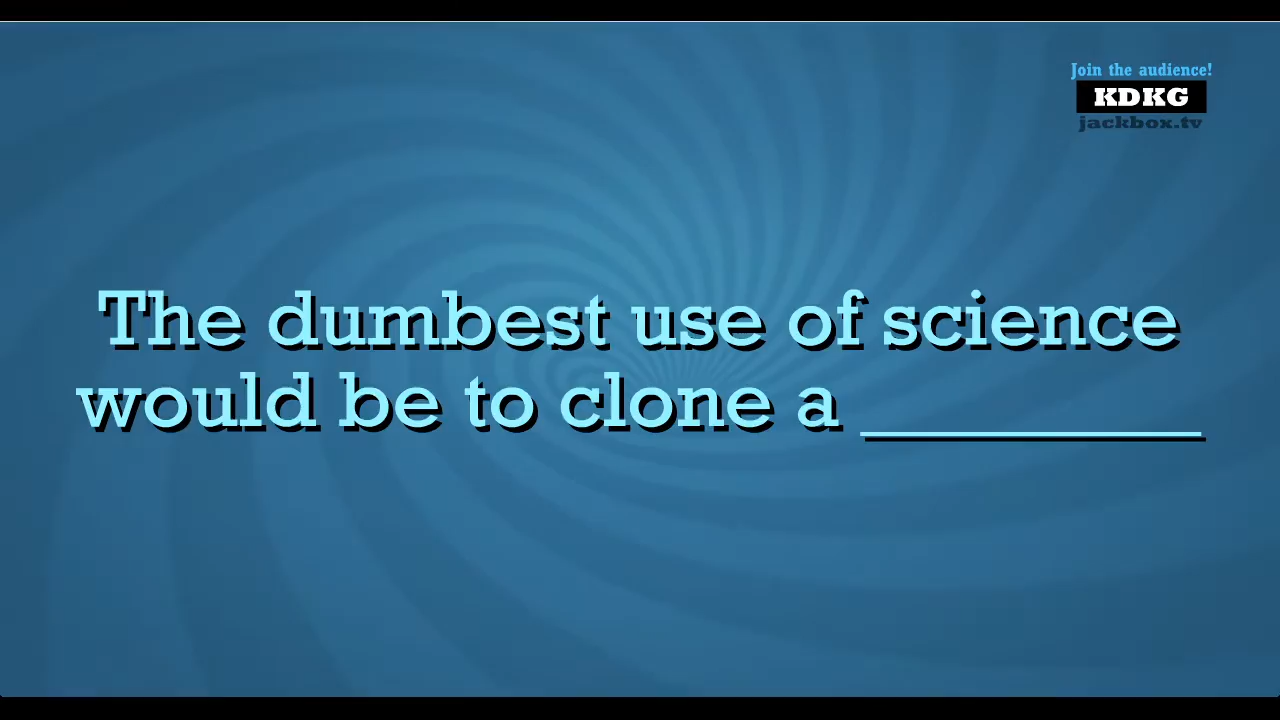 Join the audience!
KDKG
jackbox.tv
The dumbest use of science
would be to clone a ________